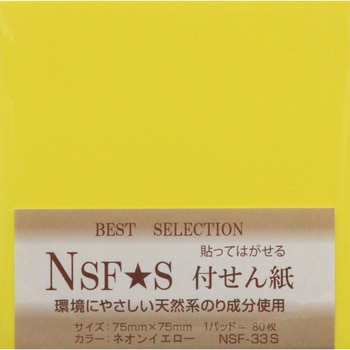 BEST SELECTION
貼ってはがせる
NSF★S 付せん紙
環境にやさしい天然系のり成分使用
サイズ：75mm×75mm 1パッド＝ 80枚
カラー：ネオンイエロー NSF-33S